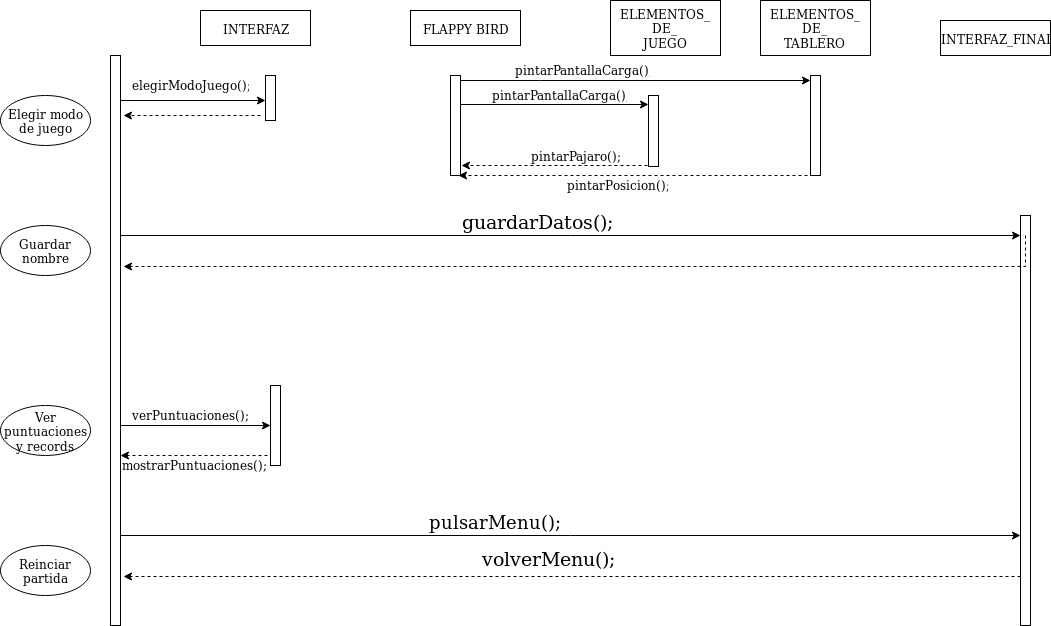 INTERFAZ
FLAPPY BIRD
ELEMENTOS_
DE_
JUEGO
ELEMENTOS_
DE_
TABLERO
INTERFAZ_FINAl
pintarPantallaCarga()
elegirModoJuego();
pintarPantallaCarga()
Elegir modo
de juego
pintarPajaro();
pintarPosicion();
guardarDatos();
Guardar
nombre
verPuntuaciones();
Ver
puntuaciones
y records
mostrarPuntuaciones();
pulsarMenu();
volverMenu();
Reinciar
partida